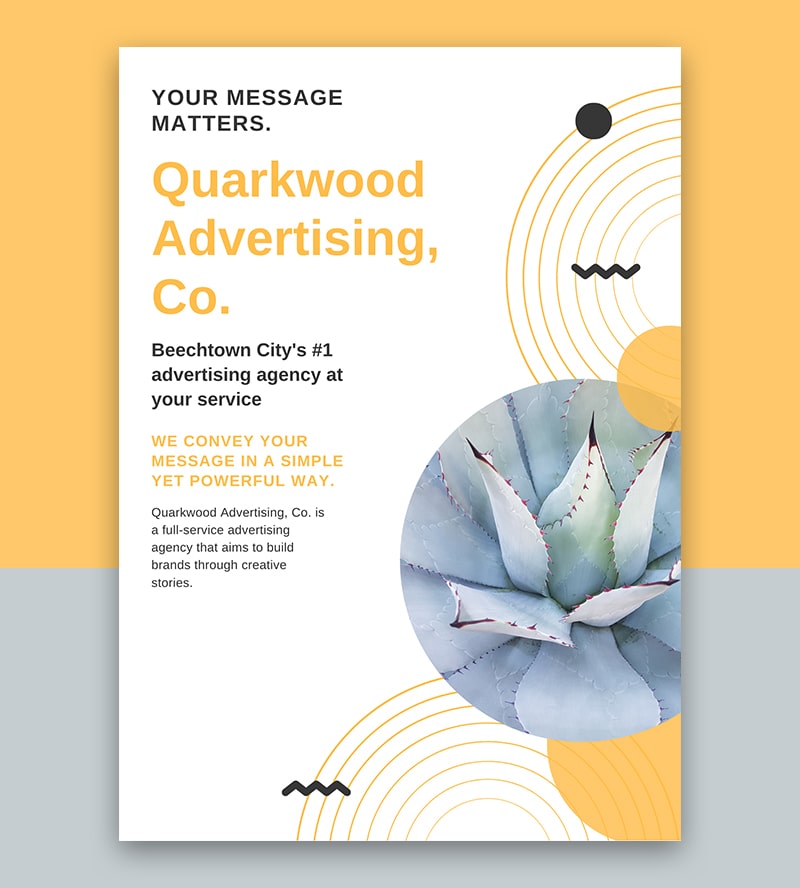 YOUR MESSAGE
MATTERS.
Quarkwood
Advertising,
Co.
Beechtown City's #1
advertising agency at
your service
WE CONVEY YOUR
MESSAGE IN A SIMPLE
YET POWERFUL WAY.
Quarkwood Advertising, Co. is
a full-service advertising
agency that aims to build
brands through creative
stories.